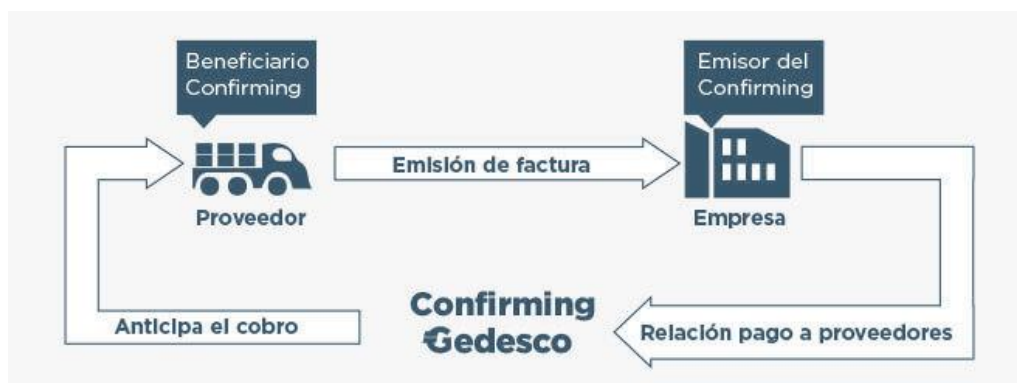 Beneficiario
Confirming
Emisor del
Confirming
Emisión de factura
Proveedor
Empresa
Anticipa el cobro
Confirming
Gedesco
Relación pago a proveedores